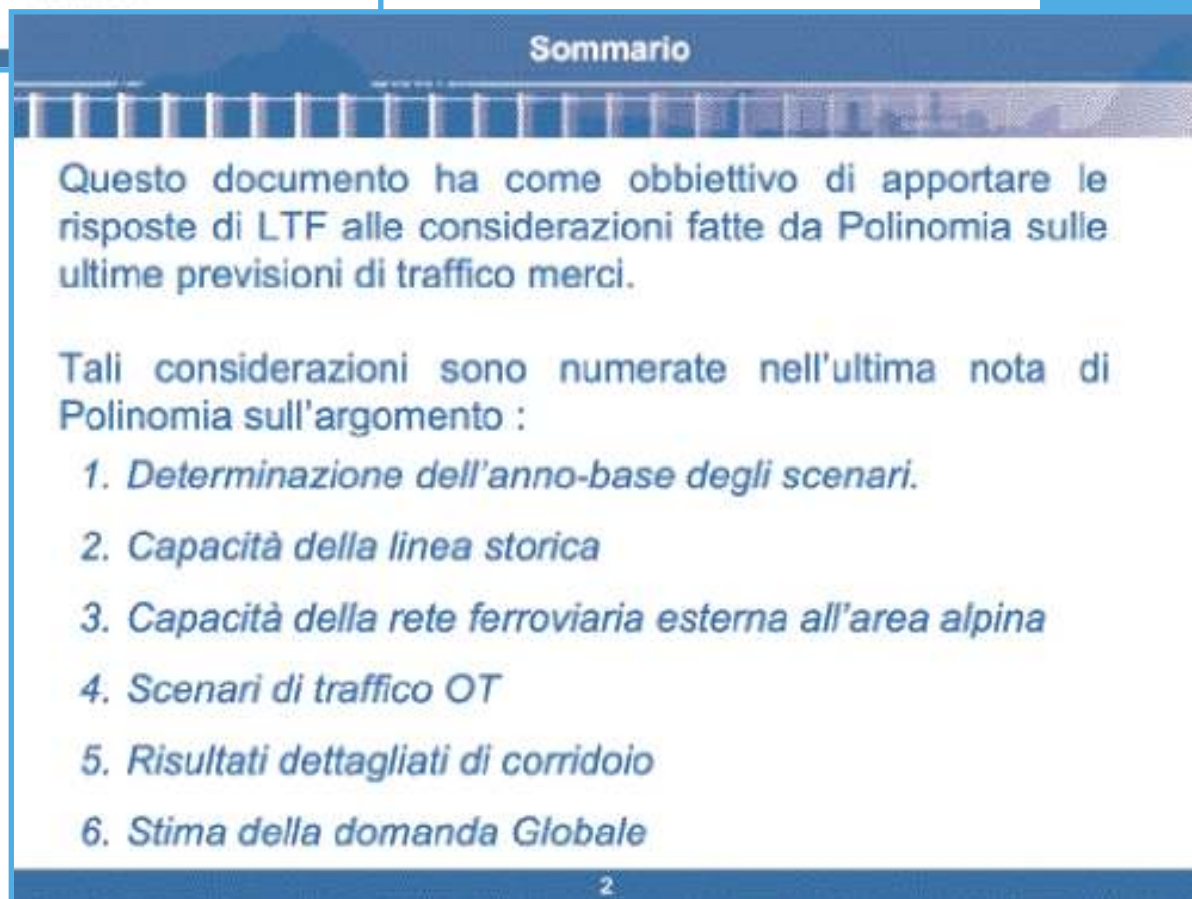 Sommario
Questo documento ha come obbiettivo di apportare le
risposte di LTF alle considerazioni fatte da Polinomia sulle
ultime previsioni di traffico merci.
Tali considerazioni sono numerate nell'ultima nota di
Polinomia sull'argomento :
1. Determinazione dell'anno-base degli scenari.
2. Capacità della linea storica
3. Capacità della rete ferroviaria esterna all'area alpina
4. Scenari di traffico OT
5. Risultati dettagliati di corridoio
6. Stima della domanda Globale
2